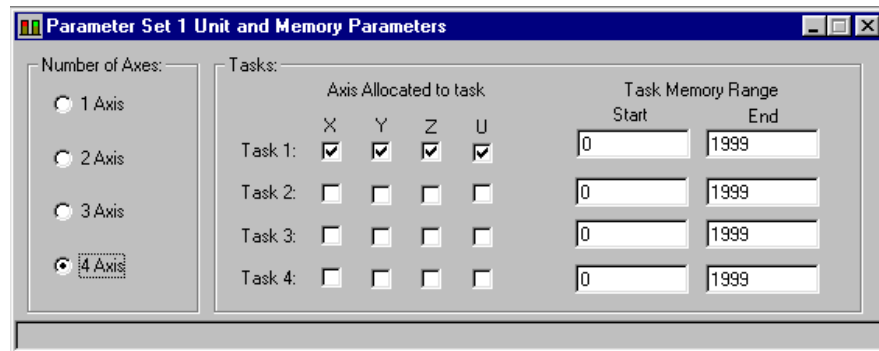 Parameter Set 1 Unit and Memory Parameters
Number of Axes:
1 Axis
2 Axis
3 Axis
4 Axis
Tasks:
Axis Allocated to task
Task Memory Range
X Y Z U
Start End
Task 1: 0 1999
Task 2: 0 1999
Task 3: 0 1999
Task 4: 0 1999